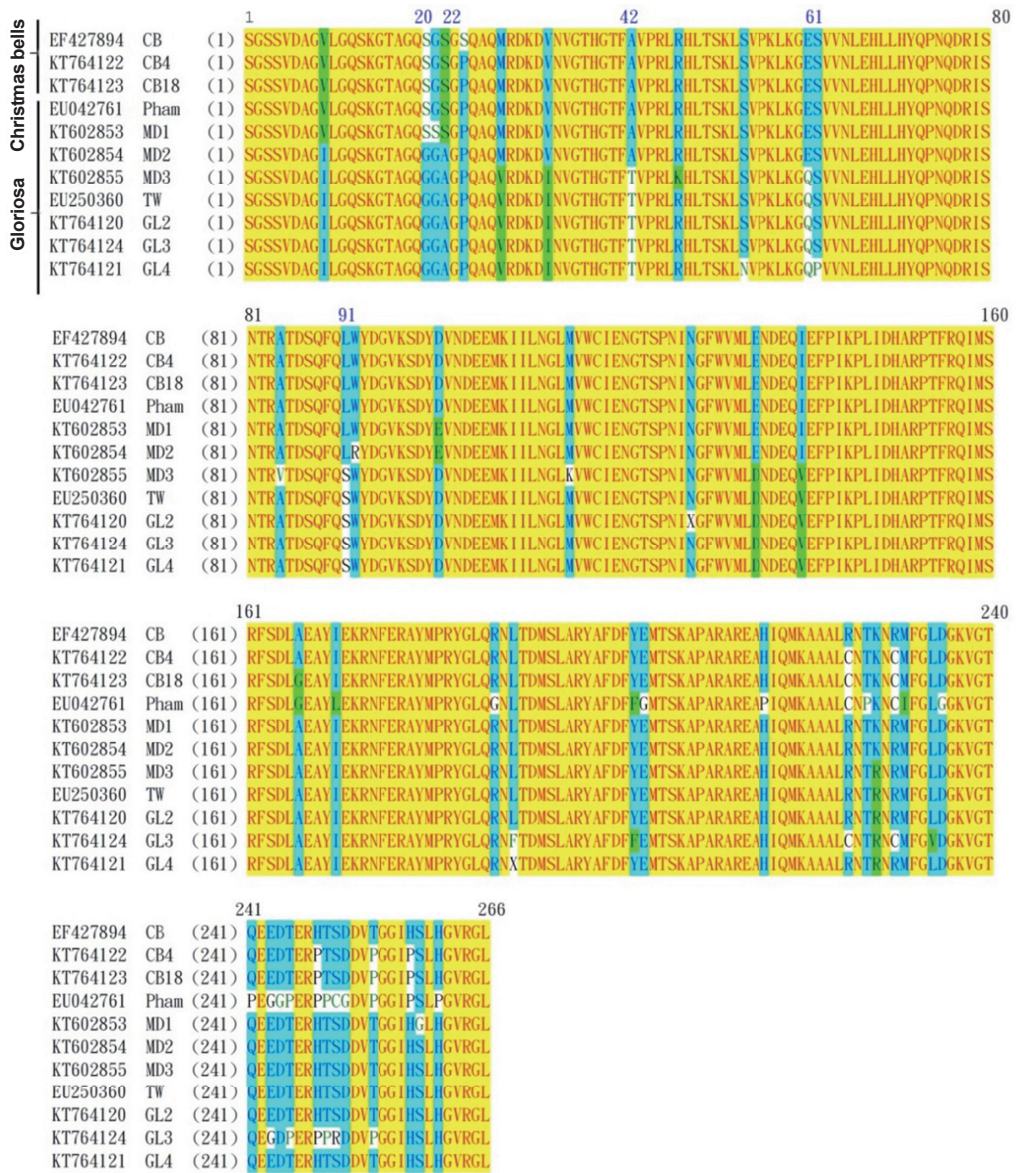 1 20 22 42 61 80
Christmas bells
Gloriosa
EF427894 CB (1) SGSSVDAGVLGQSKGTAGQSGSGSQAQMRDKDVNVGTHGTFAVPRLRHLTSKLSVPKLKGESVVNLEHLLHYQPNQDRIS
KT764122 CB4 (1) SGSSVDAGVLGQSKGTAGQSGSGPQAQMRDKDVNVGTHGTFAVPRLRHLTSKLSVPKLKGESVVNLEHLLHYQPNQDRIS
KT764123 CB18 (1) SGSSVDAGVLGQSKGTAGQSGSGPQAQMRDKDVNVGTHGTFAVPRLRHLTSKLSVPKLKGESVVNLEHLLHYQPNQDRIS
EU042761 Pham (1) SGSSVDAGVLGQSKGTAGQSGSGPQAQMRDKDVNVGTHGTFAVPRLRHLTSKLSVPKLKGESVVNLEHLLHYQPNQDRIS
KT602853 MD1 (1) SGSSVDAGVLGQSKGTAGQSSSGPQAQMRDKDVNVGTHGTFAVPRLRHLTSKLSVPKLKGESVVNLEHLLHYQPNQDRIS
KT602854 MD2 (1) SGSSVDAGILGQSKGTAGQGGAGPQAQMRDKDVNVGTHGTFAVPRLRHLTSKLSVPKLKGESVVNLEHLLHYQPNQDRIS
KT602855 MD3 (1) SGSSVDAGILGQSKGTAGQGGAGPQAQVRDKDINVGTHGTFTVPRLKHLTSKLSVPKLKGQSVVNLEHLLHYQPNQDRIS
EU250360 TW (1) SGSSVDAGILGQSKGTAGQGGAGPQAQVRDKDINVGTHGTFTVPRLRHLTSKLSVPKLKGQSVVNLEHLLHYQPNQDRIS
KT764120 GL2 (1) SGSSVDAGILGQSKGTAGQGGAGPQAQVRDKDINVGTHGTFTVPRLRHLTSKLSVPKLKGQSVVNLEHLLHYQPNQDRIS
KT764124 GL3 (1) SGSSVDAGILGQSKGTAGQGGAGPQAQVRDKDINVGTHGTFTVPRLRHLTSKLSVPKLKGQSVVNLEHLLHYQPNQDRIS
KT764121 GL4 (1) SGSSVDAGILGQSKGTAGQGGAGPQAQVRDKDINVGTHGTFTVPRLRHLTSKLNVPKLKGQPVVNLEHLLHYQPNQDRIS
81 91 160
EF427894 CB (81) NTRATDSQFQLWYDGVKSDYDVNDEEMKIILNGLMVWCIENGTSPNINGFWVMLENDEQIEFPIKPLIDHARPTFRQIMS
KT764122 CB4 (81) NTRATDSQFQLWYDGVKSDYDVNDEEMKIILNGLMVWCIENGTSPNINGFWVMLENDEQIEFPIKPLIDHARPTFRQIMS
KT764123 CB18 (81) NTRATDSQFQLWYDGVKSDYDVNDEEMKIILNGLMVWCIENGTSPNINGFWVMLENDEQIEFPIKPLIDHARPTFRQIMS
EU042761 Pham (81) NTRATDSQFQLWYDGVKSDYDVNDEEMKIILNGLMVWCIENGTSPNINGFWVMLENDEQIEFPIKPLIDHARPTFRQIMS
KT602853 MD1 (81) NTRATDSQFQLWYDGVKSDYEVNDEEMKIILNGLMVWCIENGTSPNINGFWVMLENDEQIEFPIKPLIDHARPTFRQIMS
KT602854 MD2 (81) NTRATDSQFQLRYDGVKSDYEVNDEEMKIILNGLMVWCIENGTSPNINGFWVMLENDEQIEFPIKPLIDHARPTFRQIMS
KT602855 MD3 (81) NTRVTDSQFQSWYDGVKSDYDVNDEEMKIILNGLKVWCIENGTSPNINGFWVMLDNDEQVEFPIKPLIDHARPTFRQIMS
EU250360 TW (81) NTRATDSQFQSWYDGVKSDYDVNDEEMKIILNGLMVWCIENGTSPNINGFWVMLDNDEQVEFPIKPLIDHARPTFRQIMS
KT764120 GL2 (81) NTRATDSQFQSWYDGVKSDYDVNDEEMKIILNGLMVWCIENGTSPNIXGFWVMLDNDEQVEFPIKPLIDHARPTFRQIMS
KT764124 GL3 (81) NTRATDSQFQSWYDGVKSDYDVNDEEMKIILNGLMVWCIENGTSPNINGFWVMLDNDEQVEFPIKPLIDHARPTFRQIMS
KT764121 GL4 (81) NTRATDSQFQSWYDGVKSDYDVNDEEMKIILNGLMVWCIENGTSPNINGFWVMLDNDEQVEFPIKPLIDHARPTFRQIMS
161 240
EF427894 CB (161) RFSDLAEAYIEKRNFERAYMPRYGLQRNLTDMSLARYAFDFYEMTSKAPARAREAHIQMKAAALRNTKNRMFGLDGKVGT
KT764122 CB4 (161) RFSDLAEAYIEKRNFERAYMPRYGLQRNLTDMSLARYAFDFYEMTSKAPARAREAHIQMKAAALCNTKNCMFGLDGKVGT
KT764123 CB18 (161) RFSDLGEAYIEKRNFERAYMPRYGLQRNLTDMSLARYAFDFYEMTSKAPARAREAHIQMKAAALCNTKNCMFGLDGKVGT
EU042761 Pham (161) RFSDLGEAYLEKRNFERAYMPRYGLQGNLTDMSLARYAFDFFGMTSKAPARAREAPIQMKAAALCNPKNCIFGLGGKVGT
KT602853 MD1 (161) RFSDLAEAYIEKRNFERAYMPRYGLQRNLTDMSLARYAFDFYEMTSKAPARAREAHIQMKAAALRNTKNRMFGLDGKVGT
KT602854 MD2 (161) RFSDLAEAYIEKRNFERAYMPRYGLQRNLTDMSLARYAFDFYEMTSKAPARAREAHIQMKAAALRNTKNRMFGLDGKVGT
KT602855 MD3 (161) RFSDLAEAYIEKRNFERAYMPRYGLQRNLTDMSLARYAFDFYEMTSKAPARAREAHIQMKAAALRNTRNRMFGLDGKVGT
EU250360 TW (161) RFSDLAEAYIEKRNFERAYMPRYGLQRNLTDMSLARYAFDFYEMTSKAPARAREAHIQMKAAALRNTRNRMFGLDGKVGT
KT764120 GL2 (161) RFSDLAEAYIEKRNFERAYMPRYGLQRNLTDMSLARYAFDFYEMTSKAPARAREAHIQMKAAALRNTRNRMFGLDGKVGT
KT764124 GL3 (161) RFSDLAEAYIEKRNFERAYMPRYGLQRNFTDMSLARYAFDFFEMTSKAPARAREAHIQMKAAALCNTRNCMFGVDGKVGT
KT764121 GL4 (161) RFSDLAEAYIEKRNFERAYMPRYGLQRNXTDMSLARYAFDFYEMTSKAPARAREAHIQMKAAALRNTRNRMFGLDGKVGT
241 266
EF427894 CB (241) QEEDTERHTSDDVTGGIHSLHGVRGL
KT764122 CB4 (241) QEEDTERPTSDDVPGGIPSLHGVRGL
KT764123 CB18 (241) QEEDTERPTSDDVPGGIPSLHGVRGL
EU042761 Pham (241) PEGGPERPPCGDVPGGIPSLPGVRGL
KT602853 MD1 (241) QEEDTERHTSDDVTGGIHGLHGVRGL
KT602854 MD2 (241) QEEDTERHTSDDVTGGIHSLHGVRGL
KT602855 MD3 (241) QEEDTERHTSDDVTGGIHSLHGVRGL
EU250360 TW (241) QEEDTERHTSDDVTGGIHSLHGVRGL
KT764120 GL2 (241) QEEDTERHTSDDVTGGIHSLHGVRGL
KT764124 GL3 (241) QEGDPERPPRDDVPGGIHSLHGVRGL
KT764121 GL4 (241) QEEDTERHTSDDVTGGIHSLHGVRGL